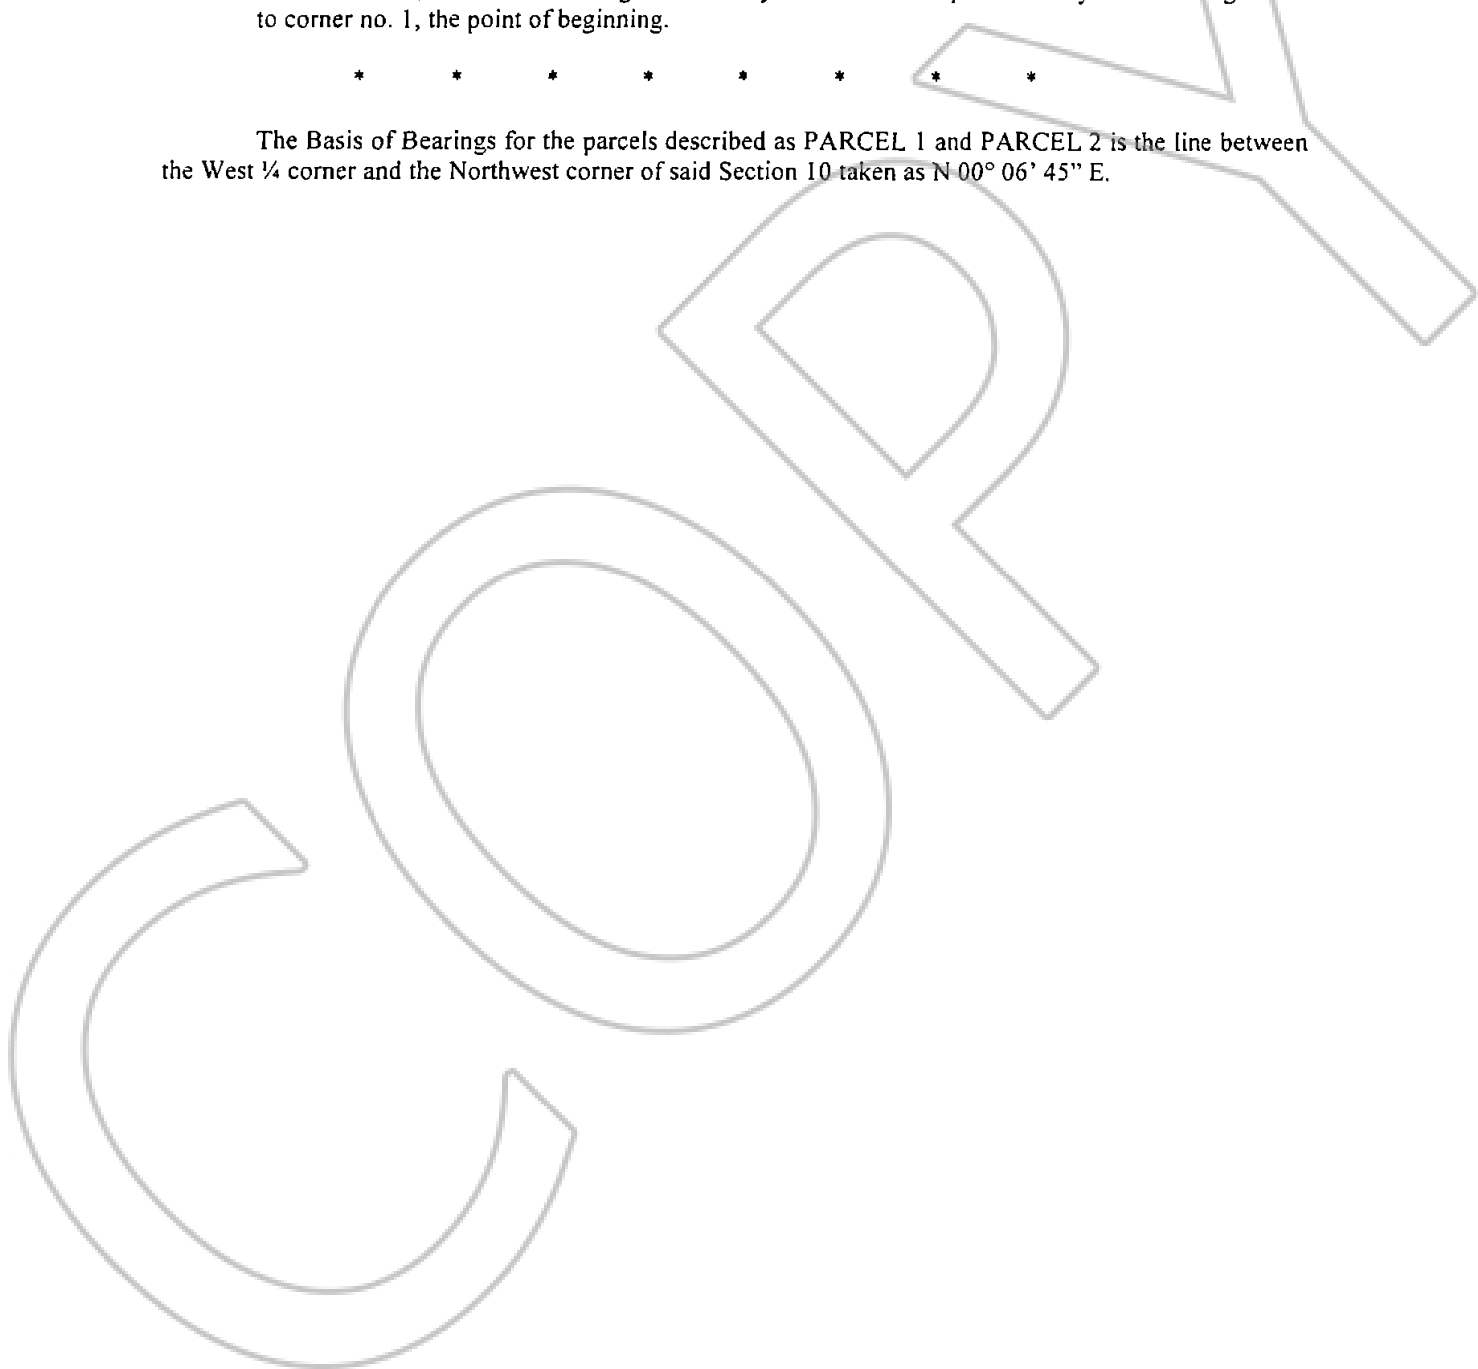 to corner no. 1, the point of beginning.
* * * * * * * *
The Basis of Bearings for the parcels described as PARCEL 1 and PARCEL 2 is the line between
the West ¼ corner and the Northwest corner of said Section 10 taken as N 00° 06’ 45” E.
COPY